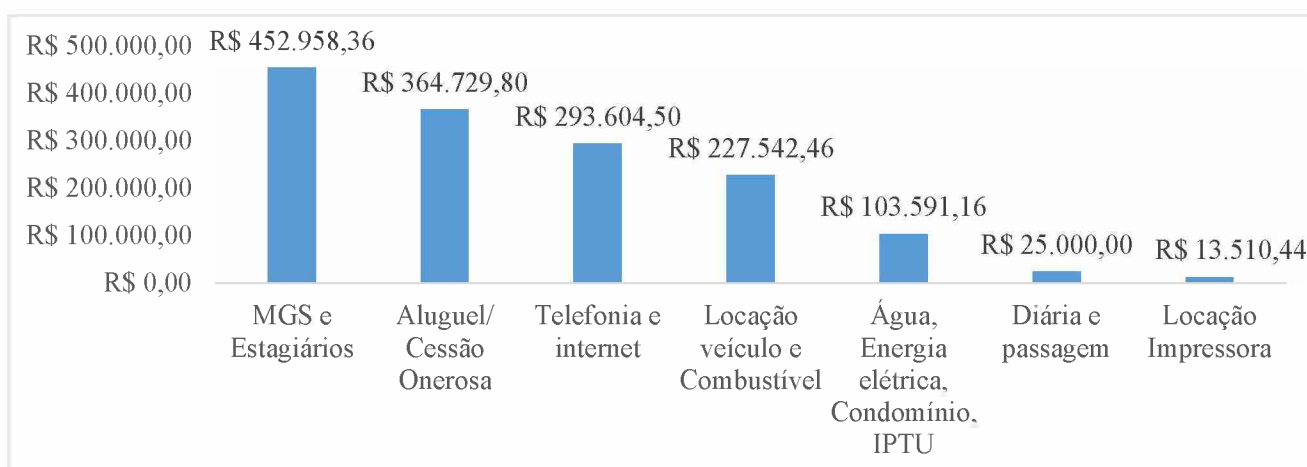 R$ 500.000,00
R$ 400.000,00
R$ 300.000,00
R$ 200.000,00
R$ 100.000,00
R$ 0,00
R$ 452.958,36
R$ 364.729,80
R$ 293.604,50
R$ 227.542,46
R$ 103.591,16
R$ 25.000,00
R$ 13.510,44
MGS e
Estagiários
Aluguel/
Cessão
Onerosa
Telefonia e
internet
Locação
veículo e
Combustível
Água,
Energia
elétrica,
Condomínio,
IPTU
Diária e
passagem
Locação
Impressora